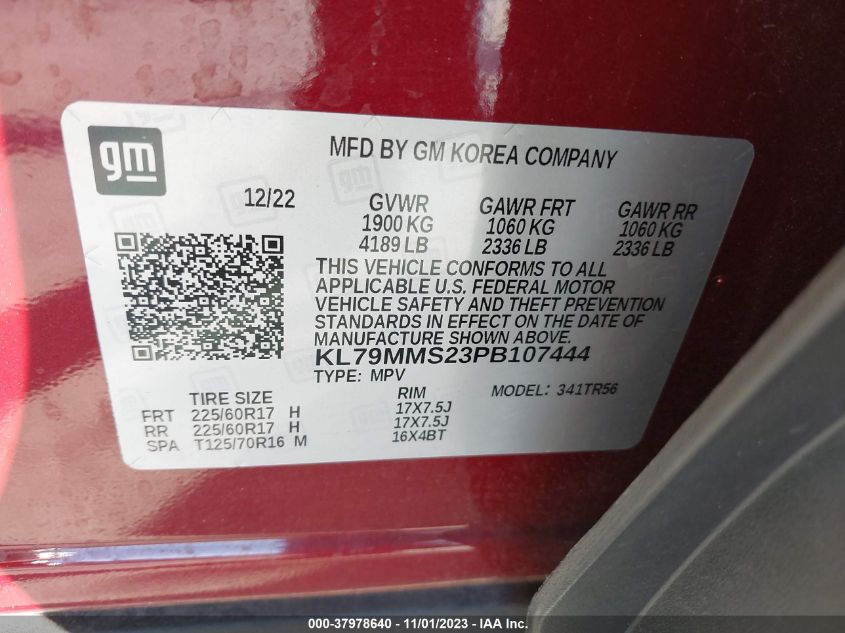 gm
MFD BY GM KOREA COMPANY
12/22
GVWR GAWR FRT GAWR RR
1900 KG 1060 KG 1060 KG
4189 LB 2336 LB 2336 LB
THIS VEHICLE CONFORMS TO ALL
APPLICABLE U.S. FEDERAL MOTOR
VEHICLE SAFETY AND THEFT PREVENTION
STANDARDS IN EFFECT ON THE DATE OF
MANUFACTURE SHOWN ABOVE.
KL79MMS23PB107444
TYPE: MPV MODEL: 341TR56
TIRE SIZE RIM
FRT 225/60R17 H 17X7.5J
RR 225/60R17 H 17X7.5J
SPA T125/70R16 M 16X4BT
000-37978640 - 11/01/2023 - COPYRIGHT IAA, INC.